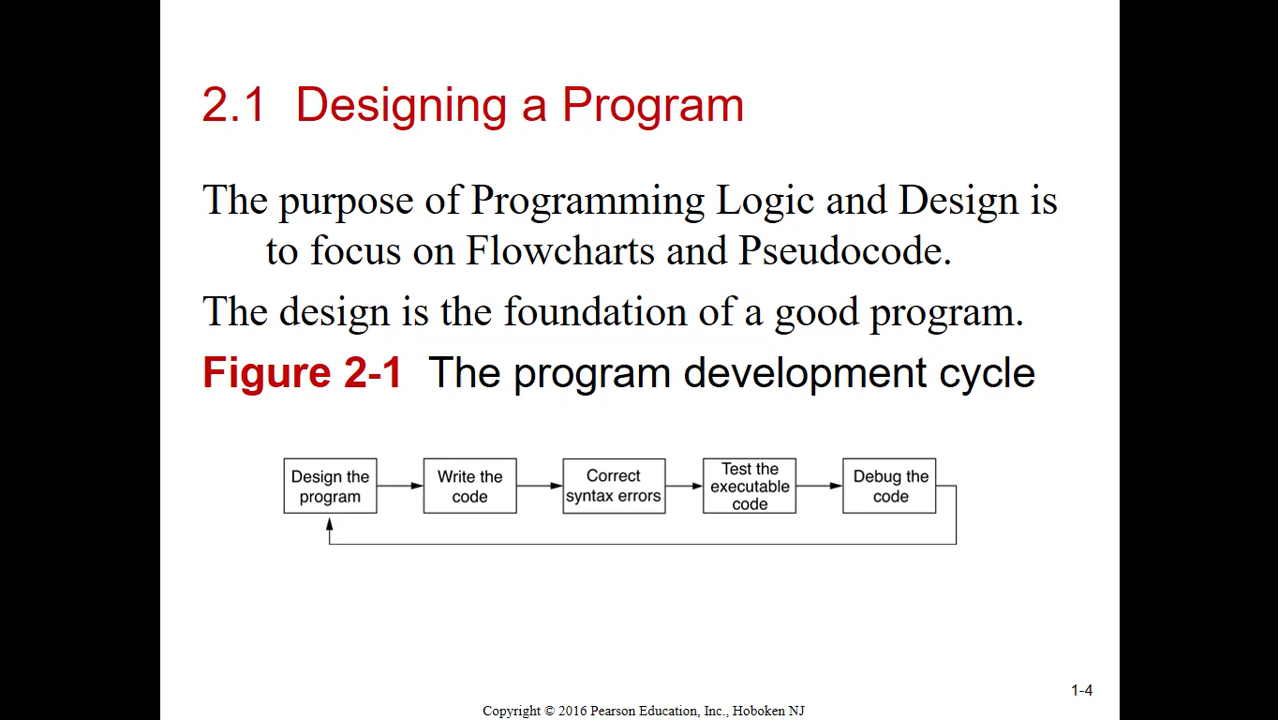 2.1 Designing a Program
The purpose of Programming Logic and Design is
to focus on Flowcharts and Pseudocode.
The design is the foundation of a good program.
Figure 2-1 The program development cycle
Design the
program
Write the
code
Correct
syntax errors
Test the
executable
code
Debug the
code
1-4
Copyright © 2016 Pearson Education, Inc., Hoboken NJ